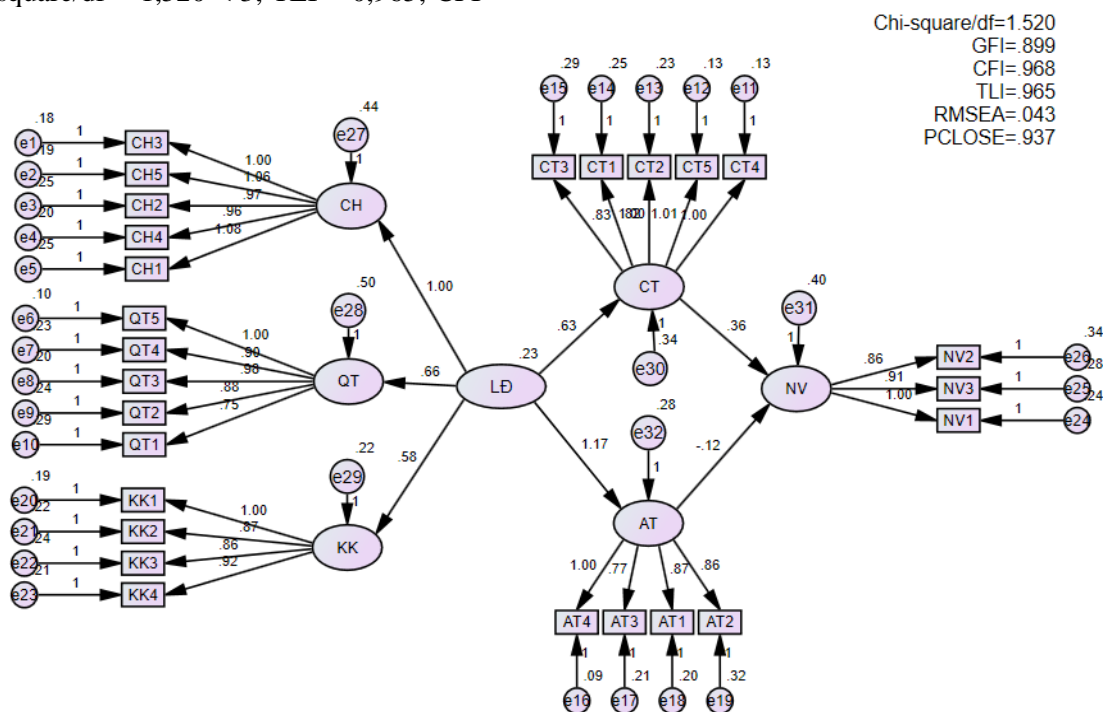 square/df = 1,520
Chi-square/df=1.520
GFI=.899
CFI=.968
TLI=.965
RMSEA=.043
PCLOSE=.937
.29 .25 .23 .13 .13
e15 e14 e13 e12 e11
1 1 1 1 1
CT3 CT1 CT2 CT5 CT4
.83 1.01 1.00
CT
1
.34
e30
.18
e1 1 CH3
.19
e2 1 CH5
.25
e3 1 CH2
.20
e4 1 CH4
.25
e5 1 CH1
1.00
1.06
.97
.96
1.08
.44
e27
1
CH
1.00
.10
e6 1 QT5
.23
e7 1 QT4
.20
e8 1 QT3
.24
e9 1 QT2
.29
e10 1 QT1
1.00
.90
.98
.88
.75
.50
e28
1
QT
.66
.23
LĐ
.63
.36
.40
e31
1
NV
.86
.91
1.00
NV2 1 e26 .34
NV3 1 e25 .28
NV1 1 e24 .24
.19
e20 1 KK1
.22
e21 1 KK2
.24
e22 1 KK3
.21
e23 1 KK4
1.00
.87
.86
.92
.22
e29
1
KK
.58
1.17
-.12
.28
e32
1
AT
1.00 .77 .87 .86
AT4 AT3 AT1 AT2
1 1 1 1
.09 .21 .20 .32
e16 e17 e18 e19